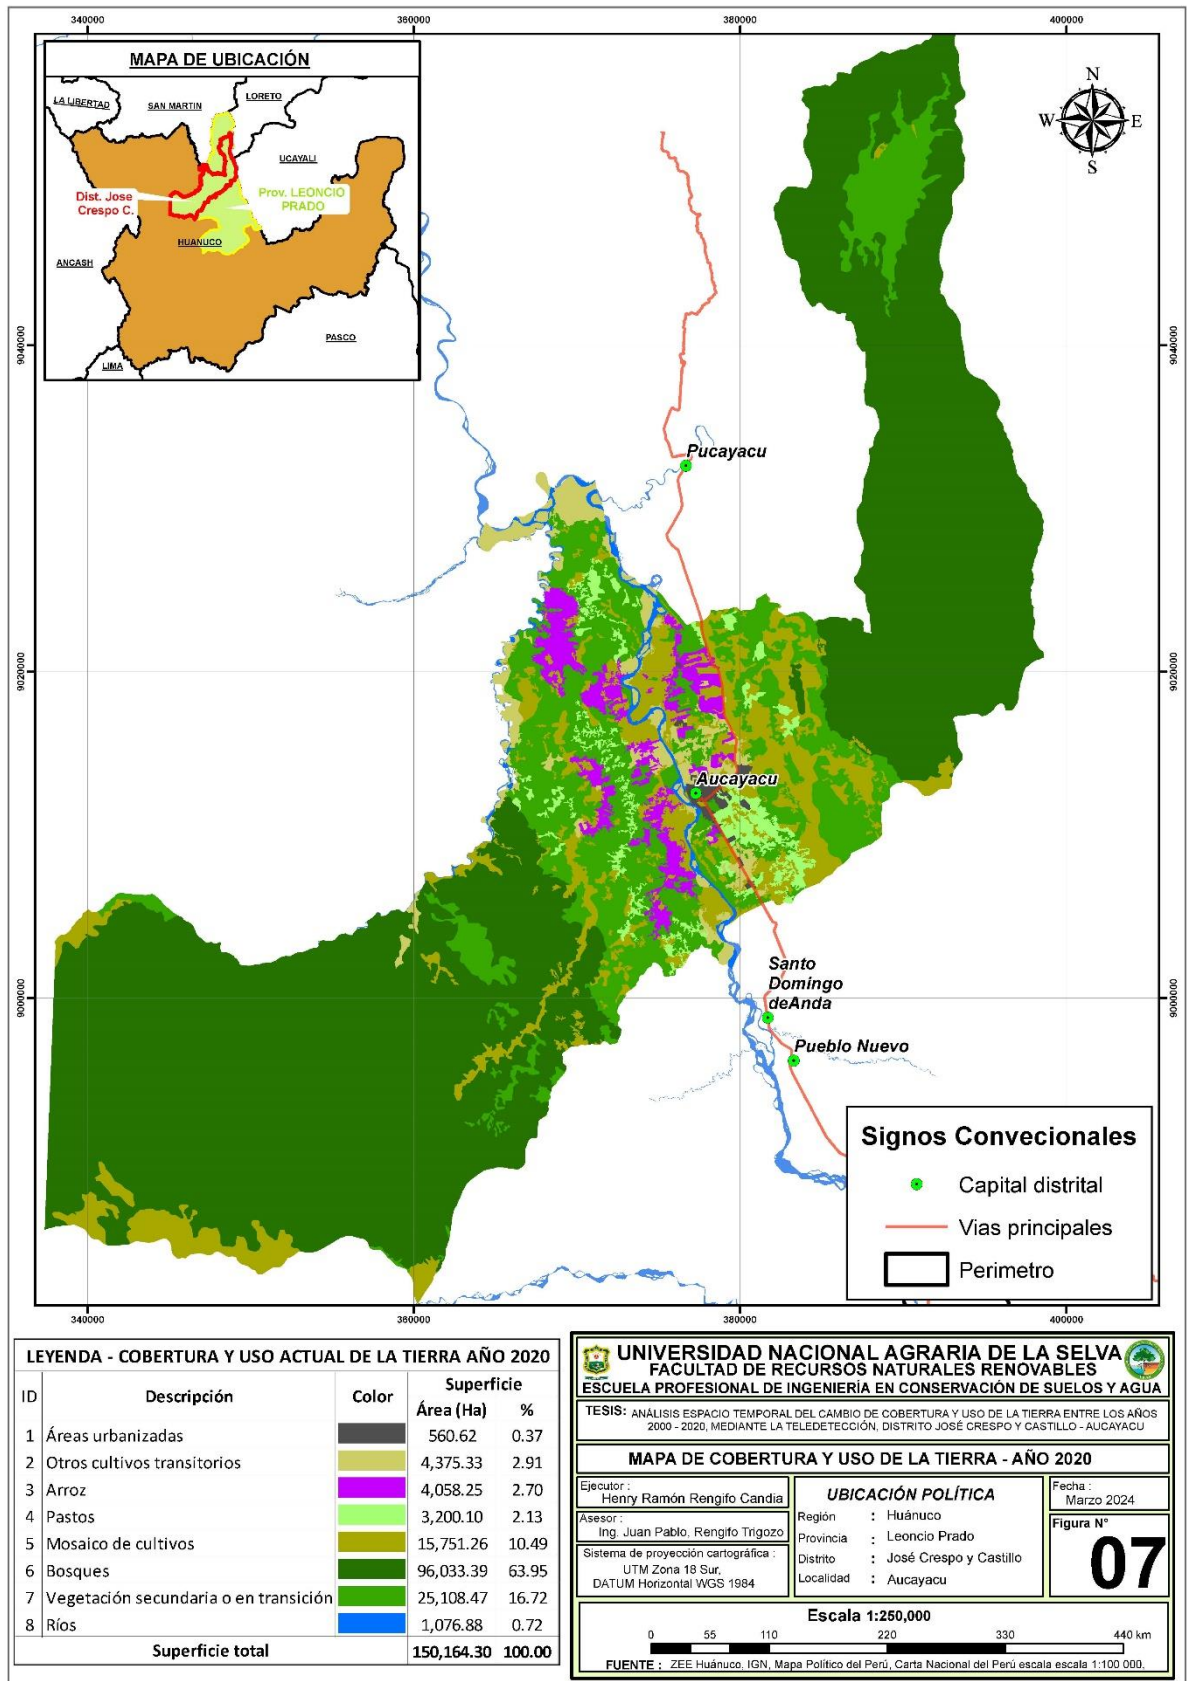 340000 360000 380000 400000
MAPA DE UBICACIÓN
LA LIBERTAD
SAN MARTIN
LORETO
UCAYALI
Dist. Jose
Crespo C.
Prov. LEONCIO
PRADO
HUANUCO
ANCASH
PASCO
LIMA
N
W E
S
9040000 9040000
Pucayacu
9020000 9020000
Aucayacu
Santo
Domingo
deAnda
9000000 9000000
Pueblo Nuevo
Signos Convecionales
Capital distrital
Vias principales
Perimetro
340000 360000 380000 400000
LEYENDA - COBERTURA Y USO ACTUAL DE LA TIERRA AÑO 2020
ID Descripción Color Superficie
Área (Ha) %
1 Áreas urbanizadas 560.62 0.37
2 Otros cultivos transitorios 4,375.33 2.91
3 Arroz 4,058.25 2.70
4 Pastos 3,200.10 2.13
5 Mosaico de cultivos 15,751.26 10.49
6 Bosques 96,033.39 63.95
7 Vegetación secundaria o en transición 25,108.47 16.72
8 Ríos 1,076.88 0.72
Superficie total 150,164.30 100.00
UNIVERSIDAD NACIONAL AGRARIA DE LA SELVA
FACULTAD DE RECURSOS NATURALES RENOVABLES
ESCUELA PROFESIONAL DE INGENIERÍA EN CONSERVACIÓN DE SUELOS Y AGUA
TESIS: ANÁLISIS ESPACIO TEMPORAL DEL CAMBIO DE COBERTURA Y USO DE LA TIERRA ENTRE LOS AÑOS
2000 - 2020, MEDIANTE LA TELEDETECCIÓN, DISTRITO JOSÉ CRESPO Y CASTILLO - AUCAYACU
MAPA DE COBERTURA Y USO DE LA TIERRA - AÑO 2020
Ejecutor :
Henry Ramón Rengifo Candia
Asesor :
Ing. Juan Pablo, Rengifo Trigozo
Sistema de proyección cartográfica :
UTM Zona 18 Sur,
DATUM Horizontal WGS 1984
UBICACIÓN POLÍTICA
Región : Huánuco
Provincia : Leoncio Prado
Distrito : José Crespo y Castillo
Localidad : Aucayacu
Fecha :
Marzo 2024
Figura N°
07
Escala 1:250,000
0 55 110 220 330 440 km
FUENTE : ZEE Huánuco, IGN, Mapa Político del Perú, Carta Nacional del Perú escala escala 1:100 000.